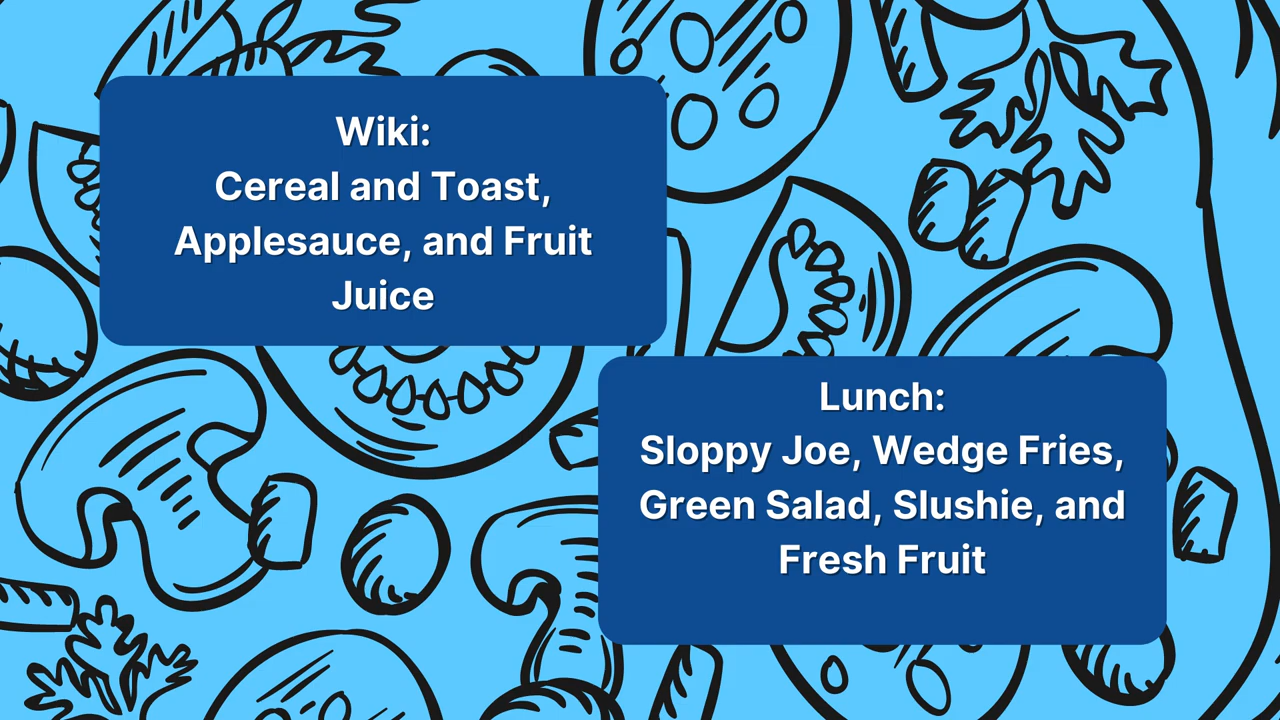 Wiki:
Cereal and Toast,
Applesauce, and Fruit
Juice
Lunch:
Sloppy Joe, Wedge Fries,
Green Salad, Slushie, and
Fresh Fruit